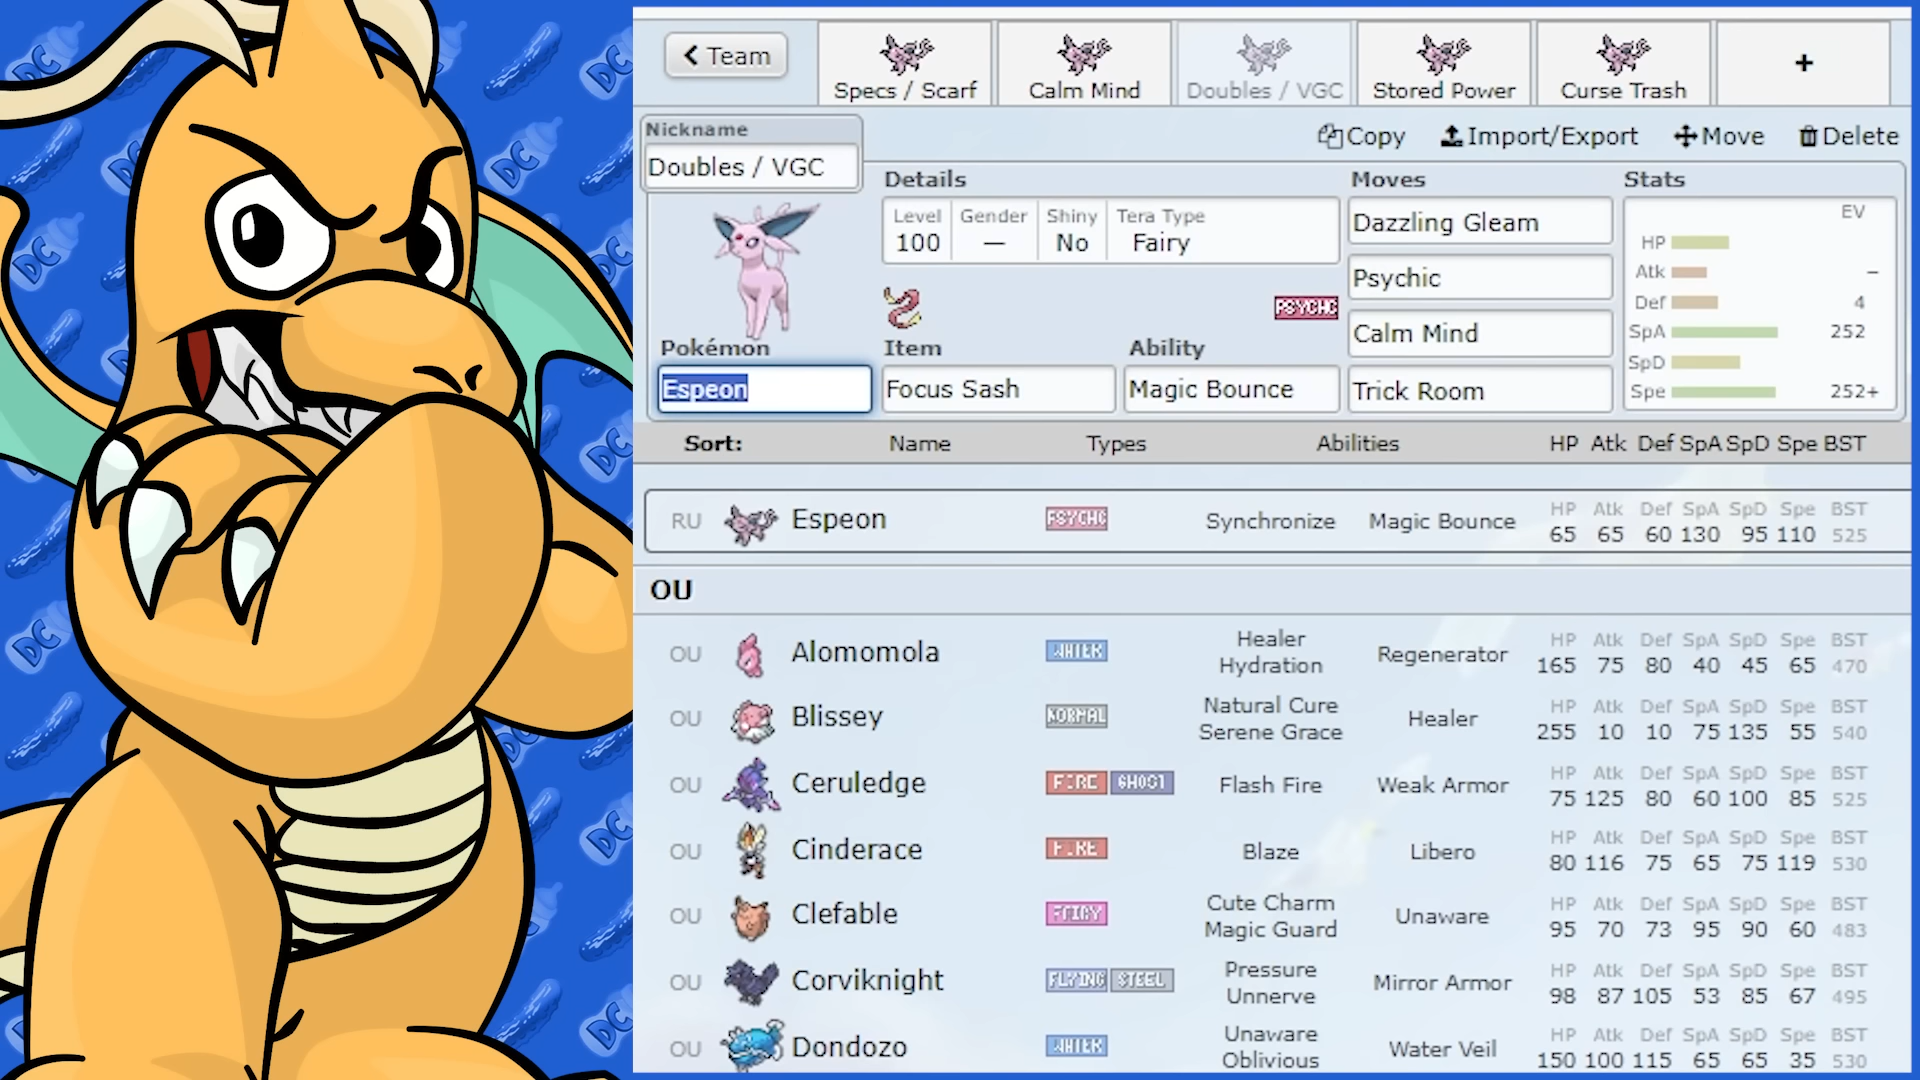 Team
Specs / Scarf
Calm Mind
Doubles / VGC
Stored Power
Curse Trash
+
Nickname
Doubles / VGC
Copy
Import/Export
Move
Delete
Details
Moves
Stats
Level Gender Shiny Tera Type
100 — No Fairy
Dazzling Gleam
Psychic
Calm Mind
Trick Room
EV
HP
Atk –
Def 4
SpA 252
SpD
Spe 252+
PSYCHC
Pokémon Item Ability
Espeon Focus Sash Magic Bounce
Sort: Name Types Abilities HP Atk Def SpA SpD Spe BST
RU Espeon PSYCHC Synchronize Magic Bounce
HP Atk Def SpA SpD Spe BST
65 65 60 130 95 110 525
OU
OU Alomomola WATER Healer Hydration Regenerator
HP Atk Def SpA SpD Spe BST
165 75 80 40 45 65 470
OU Blissey NORMAL Natural Cure Serene Grace Healer
HP Atk Def SpA SpD Spe BST
255 10 10 75 135 55 540
OU Ceruledge FIRE GHOST Flash Fire Weak Armor
HP Atk Def SpA SpD Spe BST
75 125 80 60 100 85 525
OU Cinderace FIRE Blaze Libero
HP Atk Def SpA SpD Spe BST
80 116 75 65 75 119 530
OU Clefable FAIRY Cute Charm Magic Guard Unaware
HP Atk Def SpA SpD Spe BST
95 70 73 95 90 60 483
OU Corviknight FLYING STEEL Pressure Unnerve Mirror Armor
HP Atk Def SpA SpD Spe BST
98 87 105 53 85 67 495
OU Dondozo WATER Unaware Oblivious Water Veil
HP Atk Def SpA SpD Spe BST
150 100 115 65 65 35 530
DC
DC
DC
DC
DC
DC
DC
DC
DC
DC